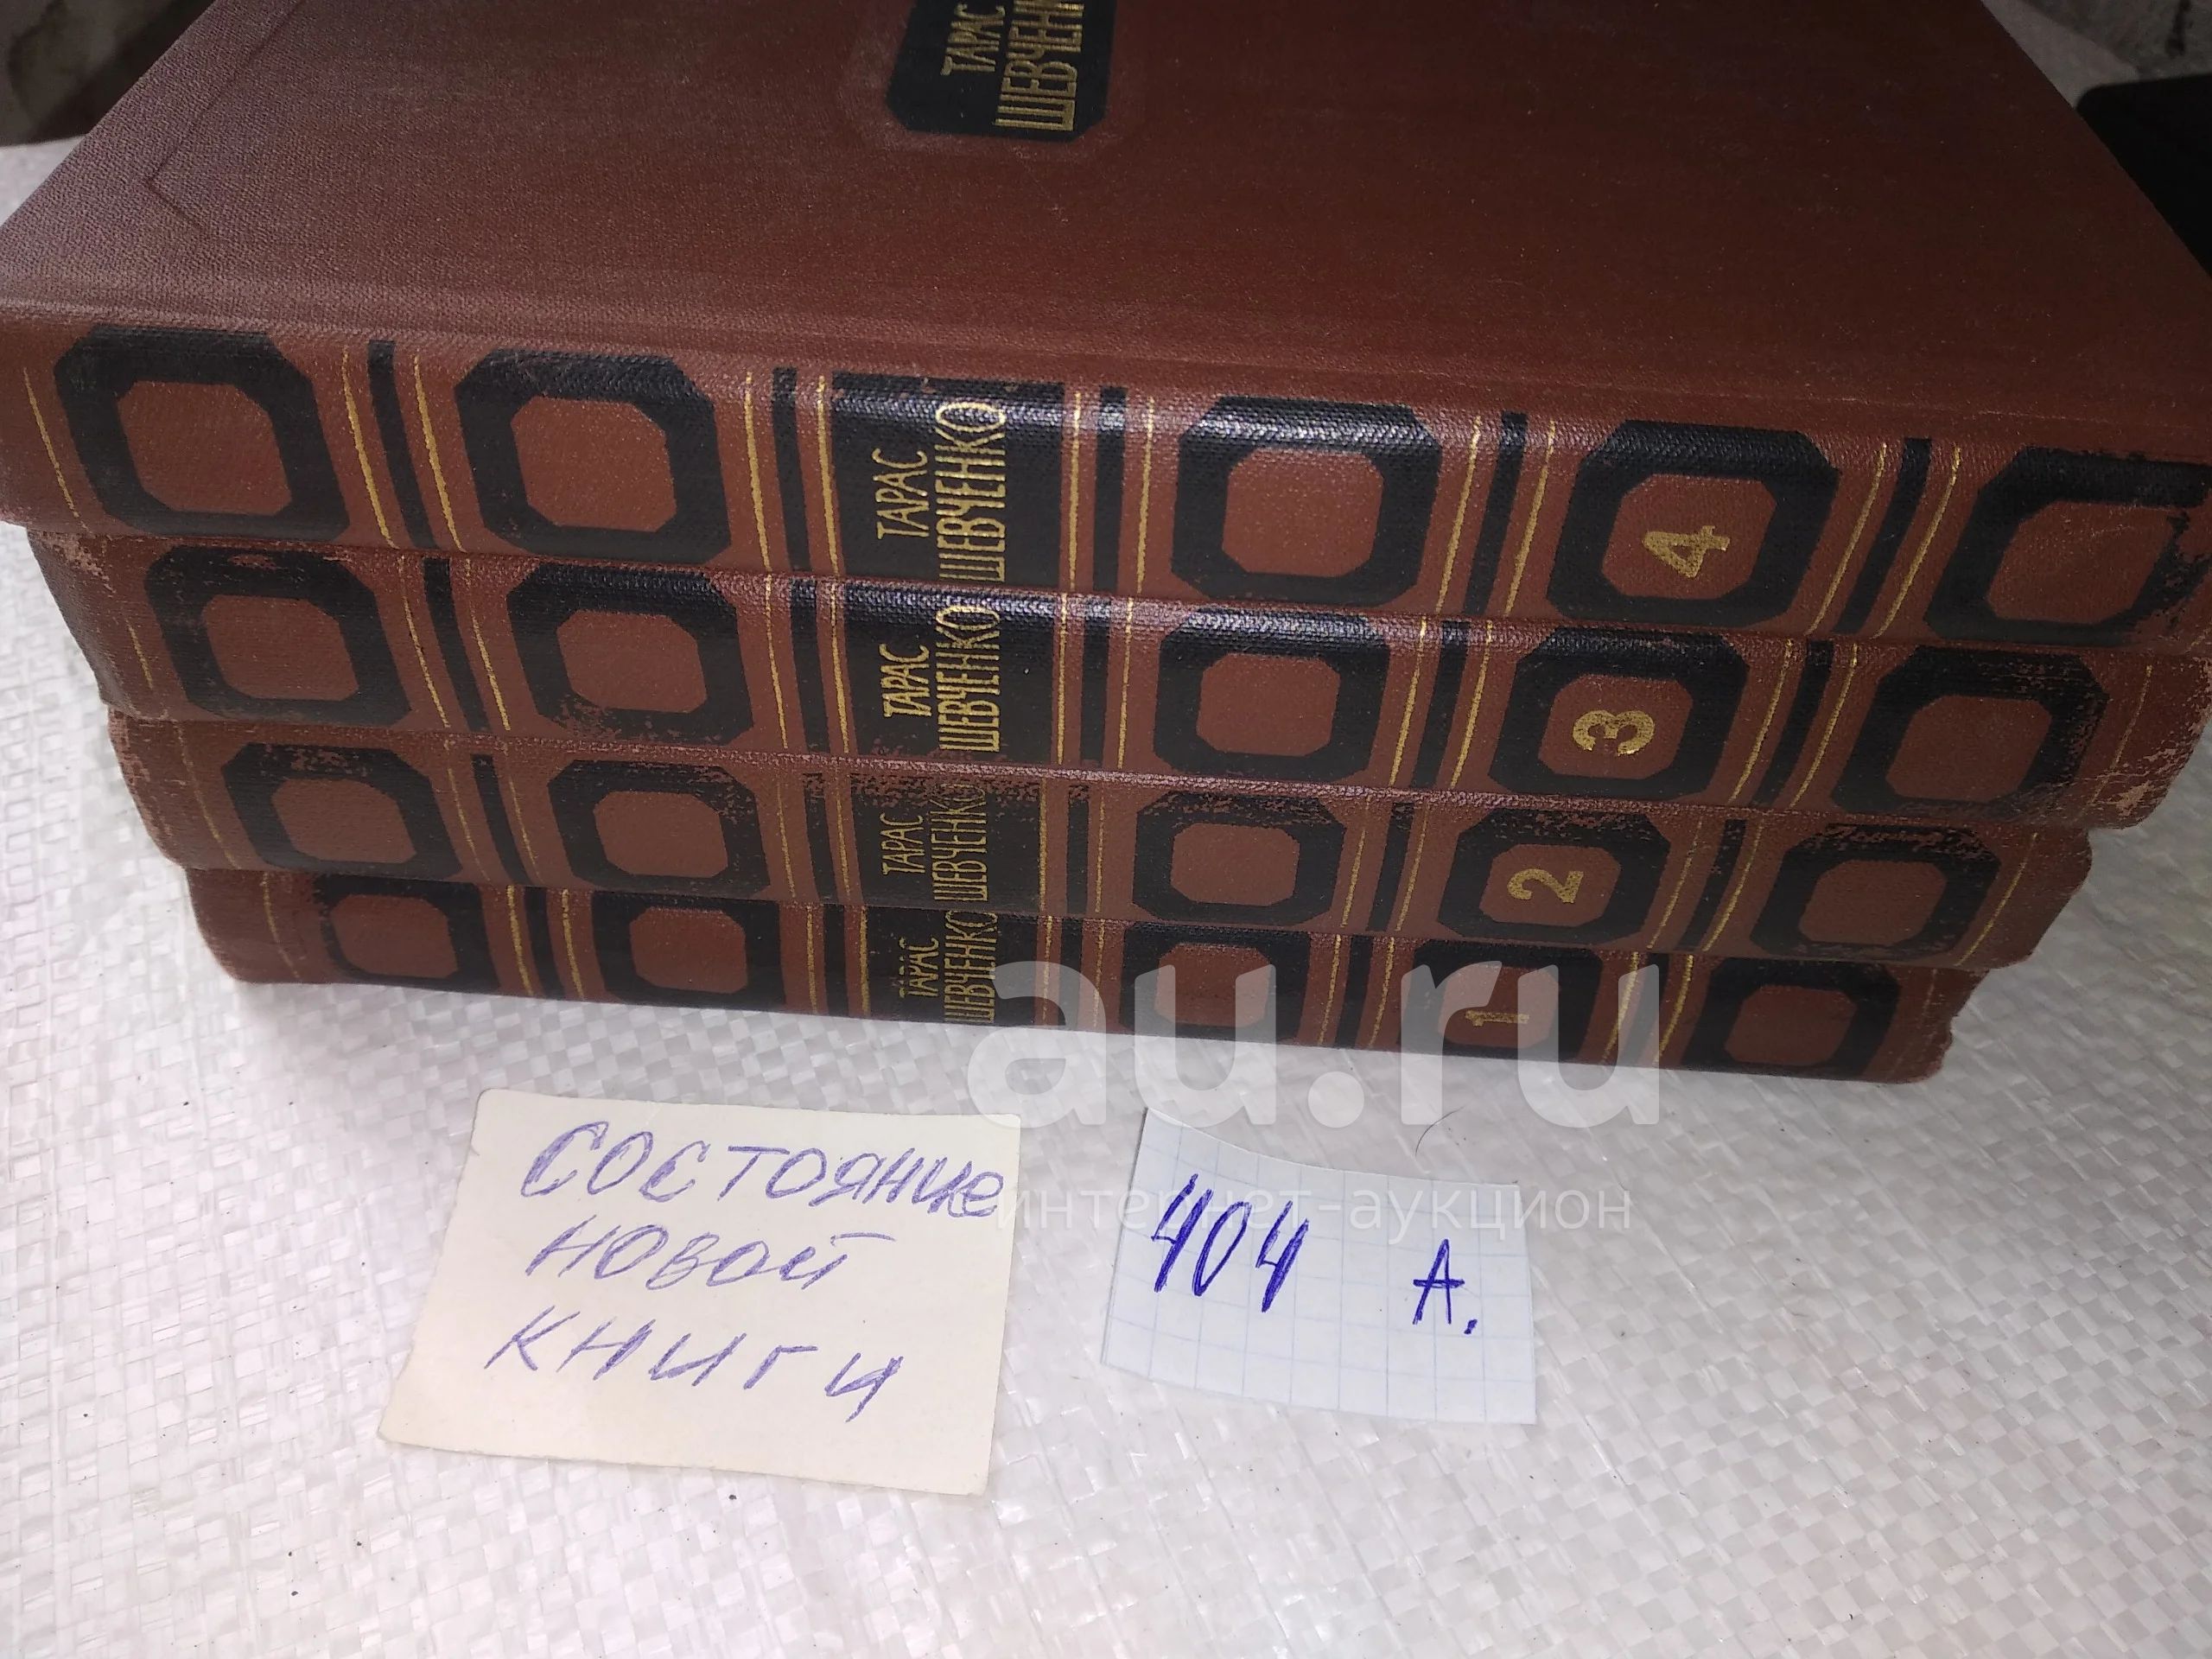 ТАРАС
ШЕВЧЕН
ТАРАС
ШЕВЧЕНКО
4
ТАРАС
ШЕВЧЕНКО
3
ТАРАС
ШЕВЧЕНКО
2
ТАРАС
ШЕВЧЕНКО
1
au.ru
интернет-аукцион
СОСТОЯНИЕ
НОВОЙ
КНИГИ
404 А.